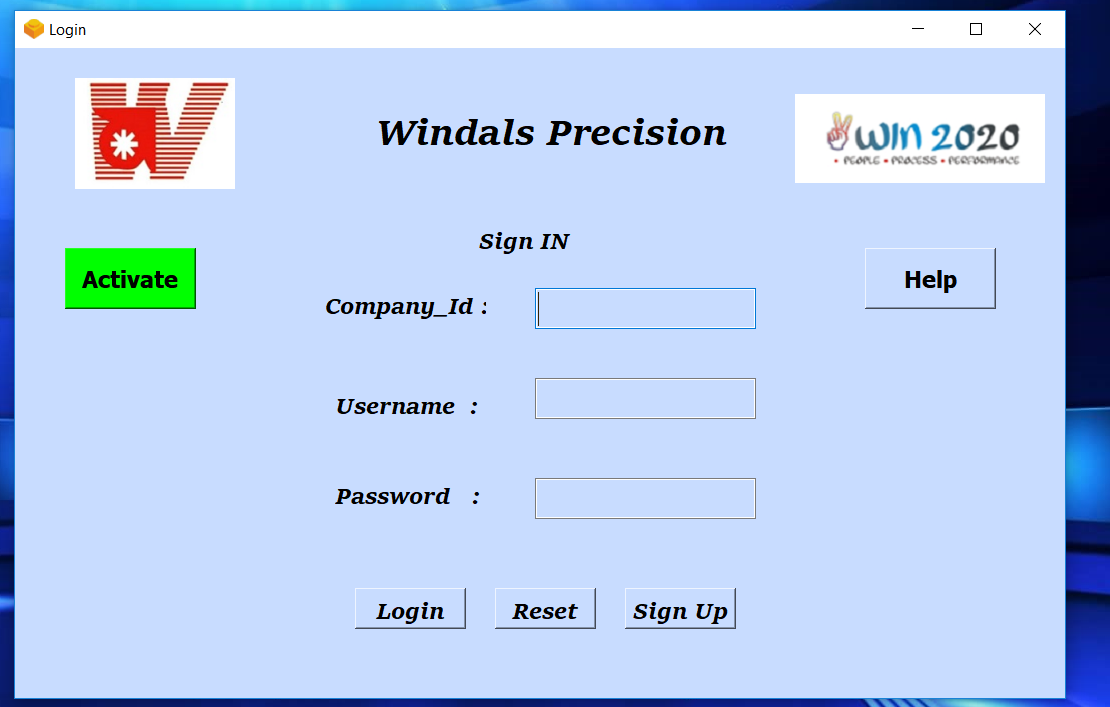 Login
Windals Precision
WIN 2020
• PEOPLE • PROCESS • PERFORMANCE
Sign IN
Activate
Help
Company_Id :
Username :
Password :
Login
Reset
Sign Up